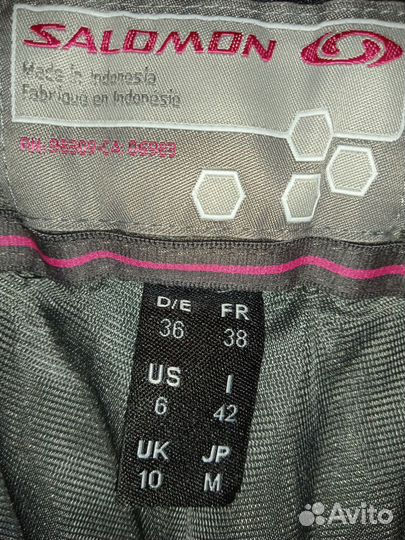 SALOMON
Made in Indonesia
Fabriqué en Indonésie
D/E FR
36 38
US I
6 42
UK JP
10 M
Avito